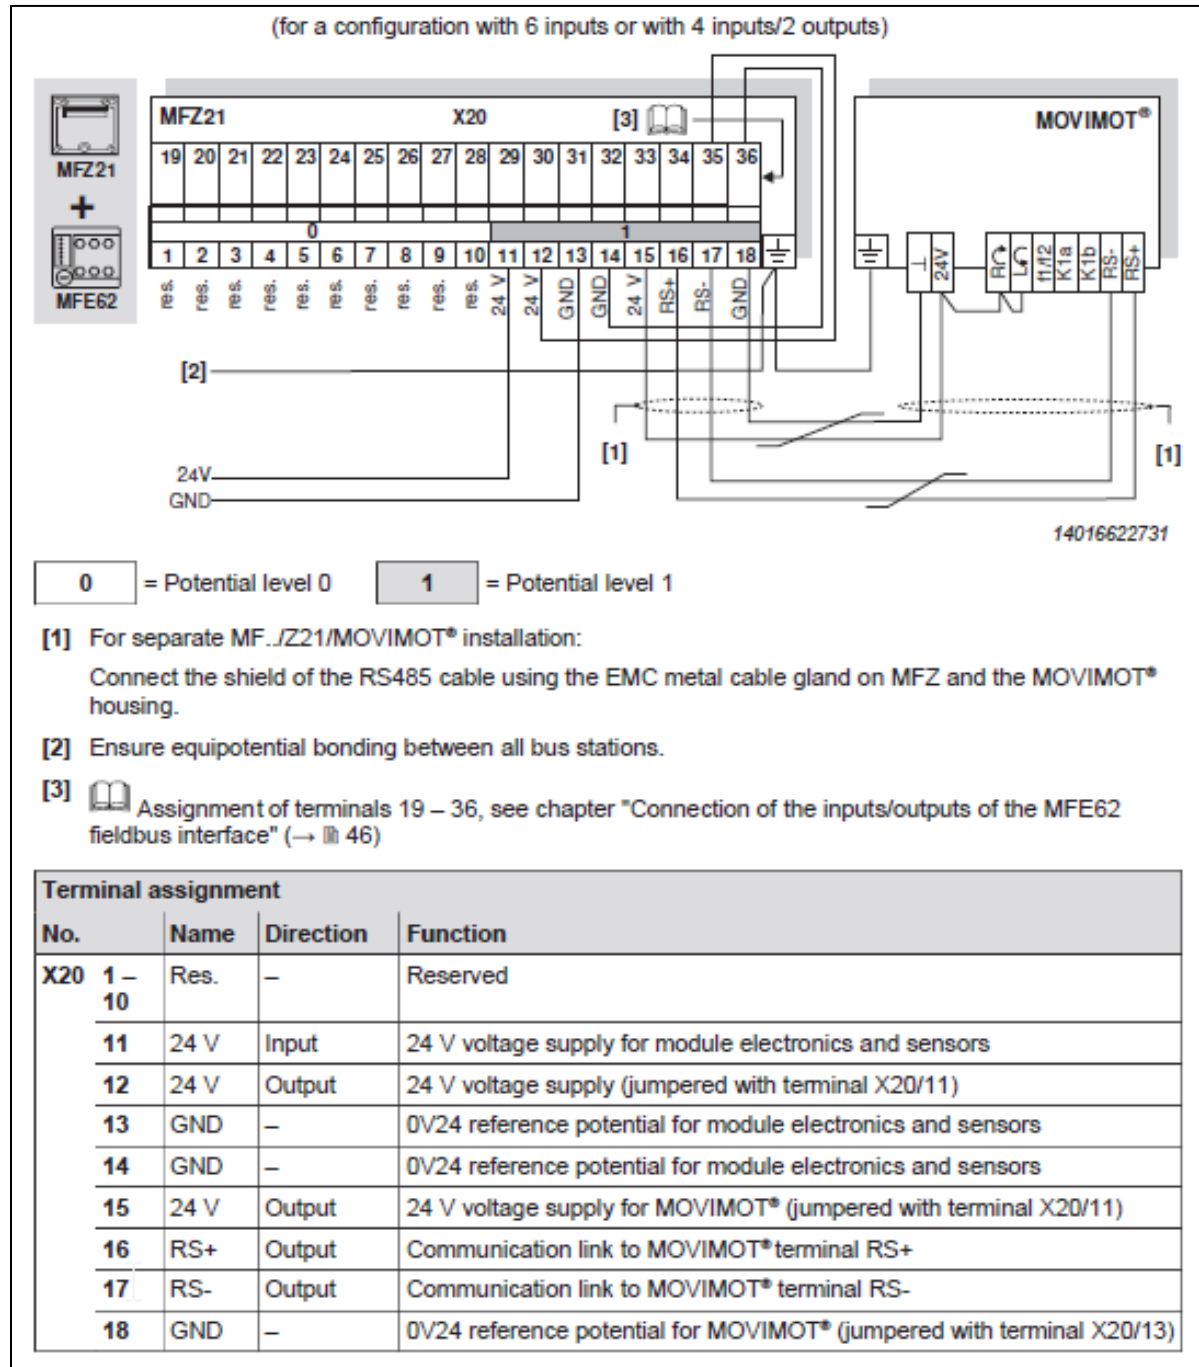 (for a configuration with 6 inputs or with 4 inputs/2 outputs)
MFZ21
+
MFE62
MFZ21 X20 [3]
19 20 21 22 23 24 25 26 27 28 29 30 31 32 33 34 35 36
0 1
1 2 3 4 5 6 7 8 9 10 11 12 13 14 15 16 17 18
res. res. res. res. res. res. res. res. res. res. 24 V 24 V GND GND 24 V RS+ RS- GND
MOVIMOT®
⊥ 24V R L f1/f2 K1a K1b RS- RS+
[2]
[1] [1]
24V
GND
14016622731
0 = Potential level 0 1 = Potential level 1
[1] For separate MF../Z21/MOVIMOT® installation:
Connect the shield of the RS485 cable using the EMC metal cable gland on MFZ and the MOVIMOT®
housing.
[2] Ensure equipotential bonding between all bus stations.
[3] Assignment of terminals 19 – 36, see chapter "Connection of the inputs/outputs of the MFE62
fieldbus interface" (→ 46)
Terminal assignment
No. Name Direction Function
X20 1 – 10 Res. – Reserved
11 24 V Input 24 V voltage supply for module electronics and sensors
12 24 V Output 24 V voltage supply (jumpered with terminal X20/11)
13 GND – 0V24 reference potential for module electronics and sensors
14 GND – 0V24 reference potential for module electronics and sensors
15 24 V Output 24 V voltage supply for MOVIMOT® (jumpered with terminal X20/11)
16 RS+ Output Communication link to MOVIMOT® terminal RS+
17 RS- Output Communication link to MOVIMOT® terminal RS-
18 GND – 0V24 reference potential for MOVIMOT® (jumpered with terminal X20/13)